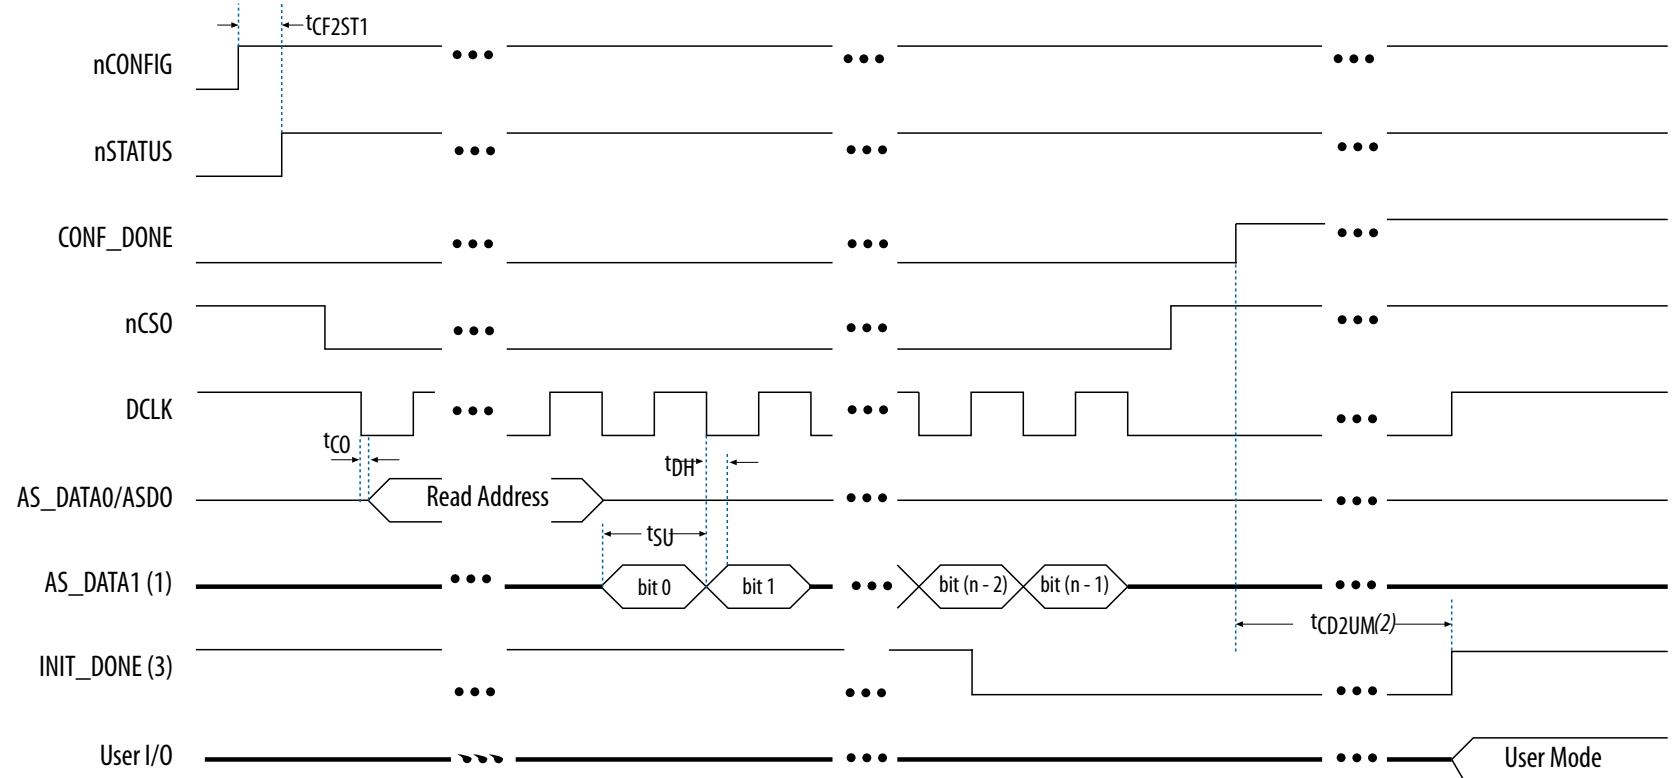 tCF2ST1
nCONFIG
nSTATUS
CONF_DONE
nCSO
DCLK
tCO
tDH
AS_DATA0/ASDO
Read Address
tSU
AS_DATA1 (1)
bit 0
bit 1
bit (n - 2)
bit (n - 1)
tCD2UM(2)
INIT_DONE (3)
User I/O
User Mode